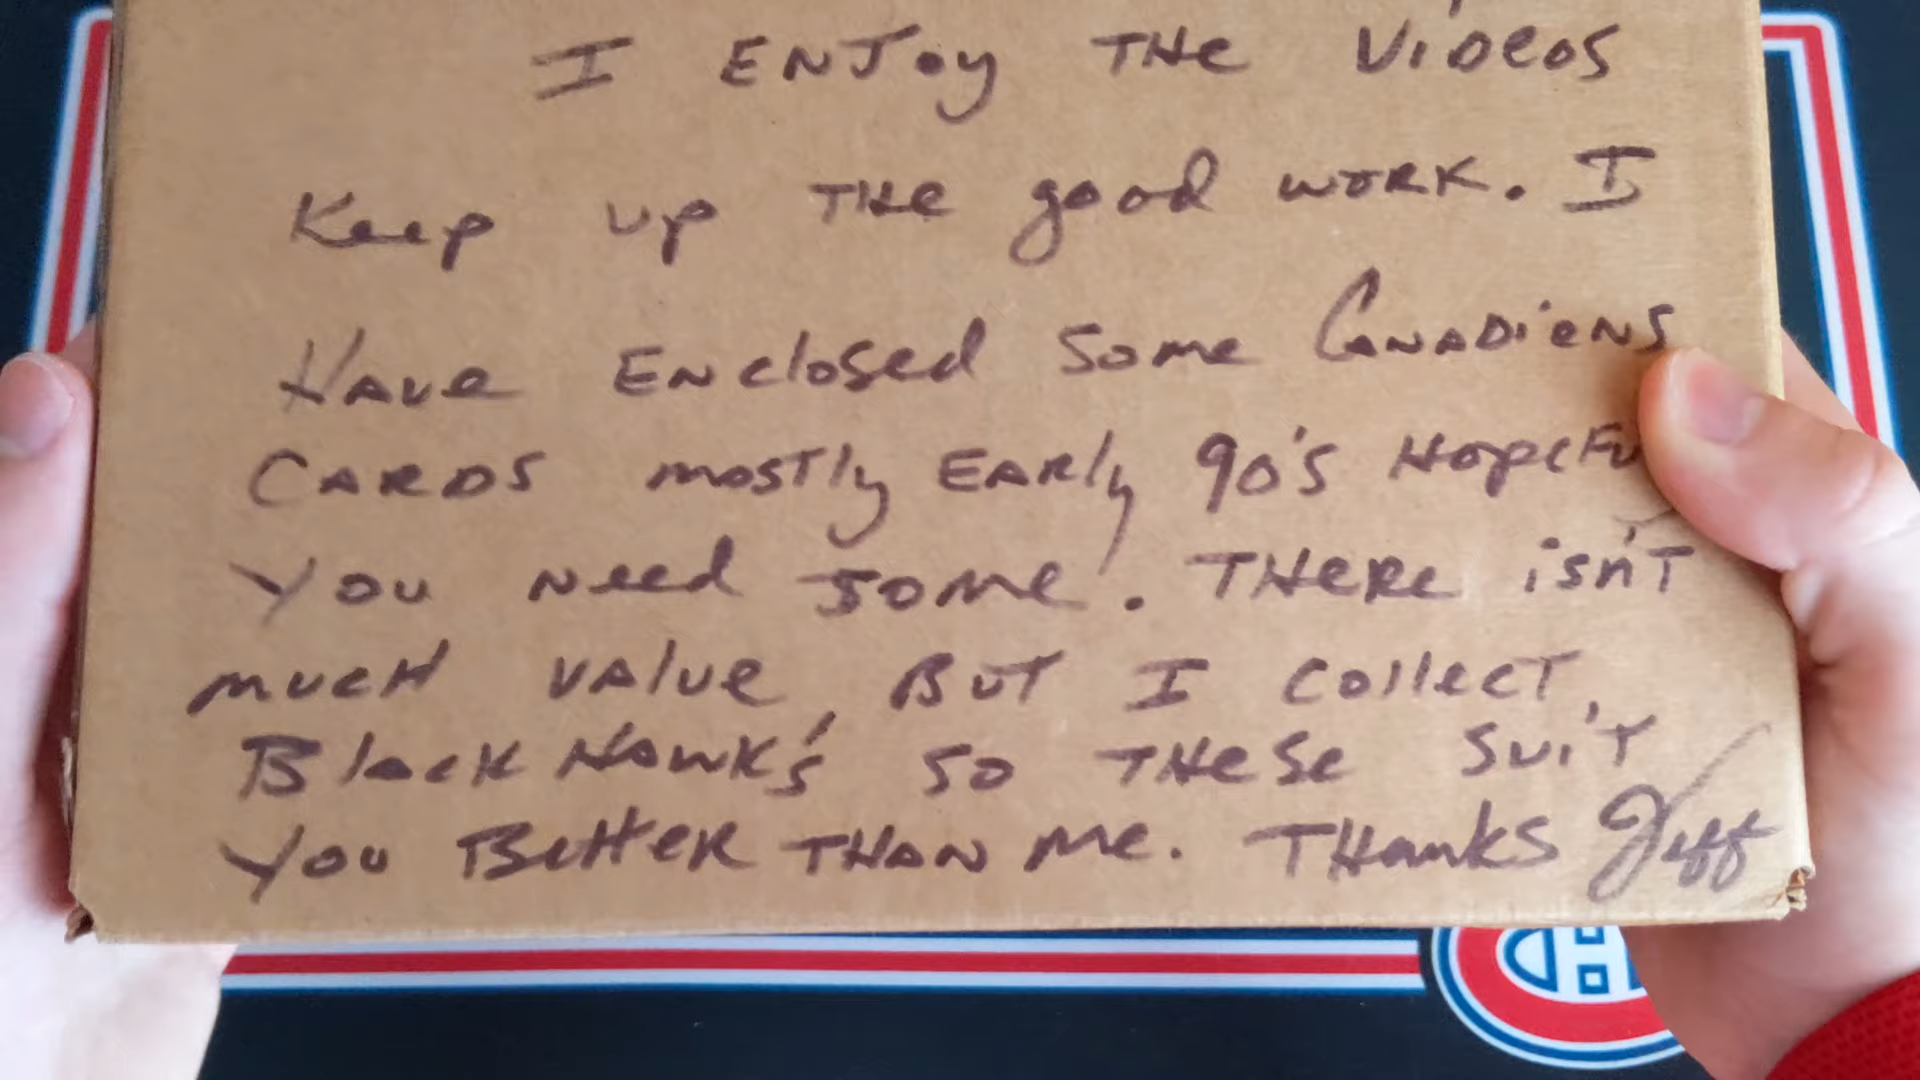 I ENJoy THe ViDeos
Keep up THe good WORK. I
Have Enclosed Some Canadiens
CARDS mostly EARly 90's
you need some. THeRe isn't
mucH value, BuT I collecT,
Black Hawk's so THese suiT
you BetteR THan me. THanks Jeff